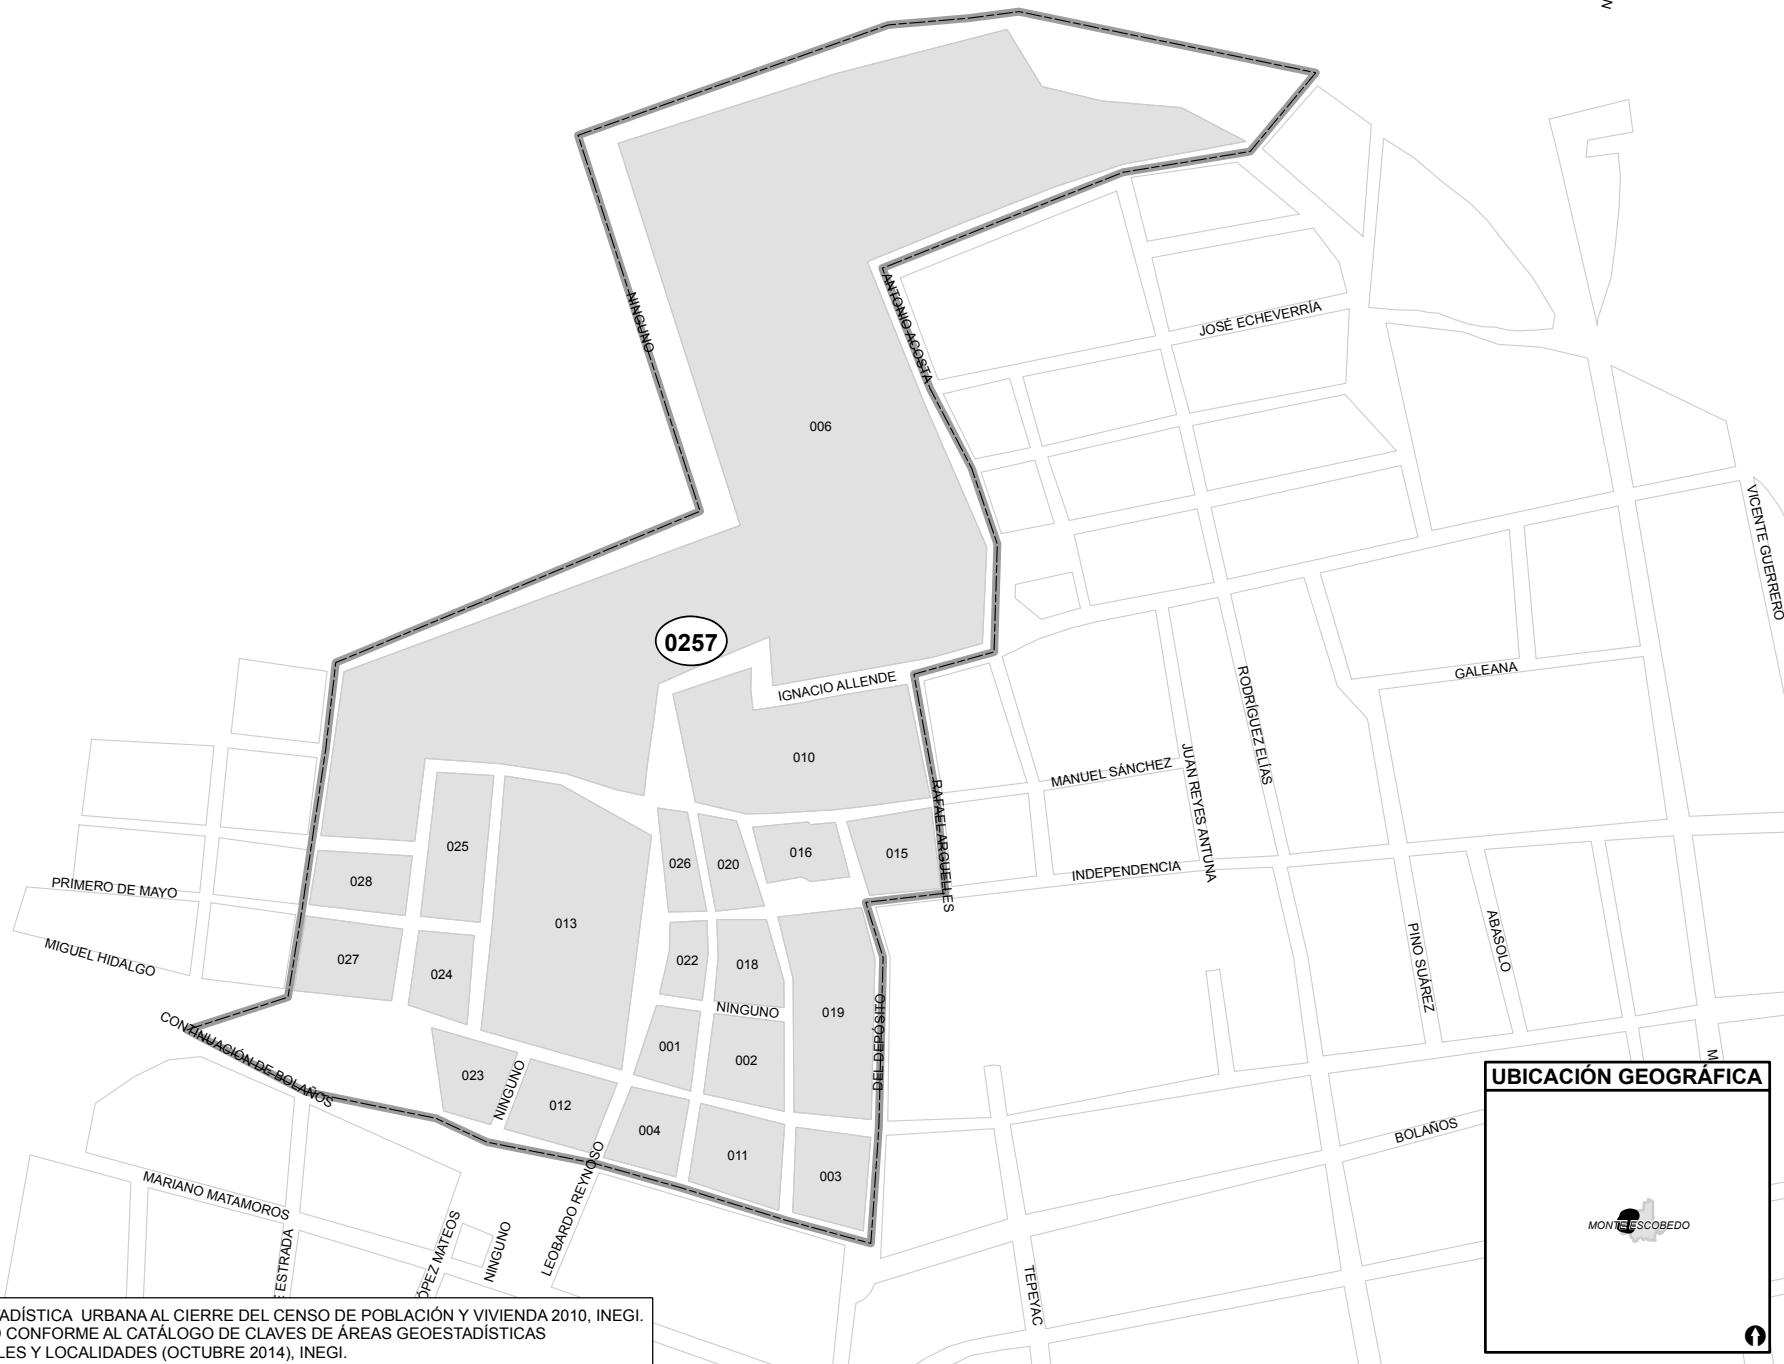 NINGUNO
ANTONIO ACOSTA
JOSÉ ECHEVERRÍA
006
VICENTE GUERRERO
0257
IGNACIO ALLENDE
GALEANA
RODRÍGUEZ ELÍAS
010
MANUEL SÁNCHEZ
JUAN REYES ANTUNA
RAFAEL ARGUELLES
025
026
020
016
015
028
INDEPENDENCIA
PRIMERO DE MAYO
013
MIGUEL HIDALGO
027
024
022
018
PINO SUÁREZ
ABASOLO
NINGUNO
019
DEL DEPÓSITO
CONTINUACIÓN DE BOLAÑOS
001
002
023
NINGUNO
012
004
011
003
BOLAÑOS
MARIANO MATAMOROS
LEOBARDO REYNOSO
NINGUNO
ÓPEZ MATEOS
ESTRADA
TEPEYAC
M
N
UBICACIÓN GEOGRÁFICA
MONTE ESCOBEDO
TADÍSTICA URBANA AL CIERRE DEL CENSO DE POBLACIÓN Y VIVIENDA 2010, INEGI.
O CONFORME AL CATÁLOGO DE CLAVES DE ÁREAS GEOESTADÍSTICAS
LES Y LOCALIDADES (OCTUBRE 2014), INEGI.